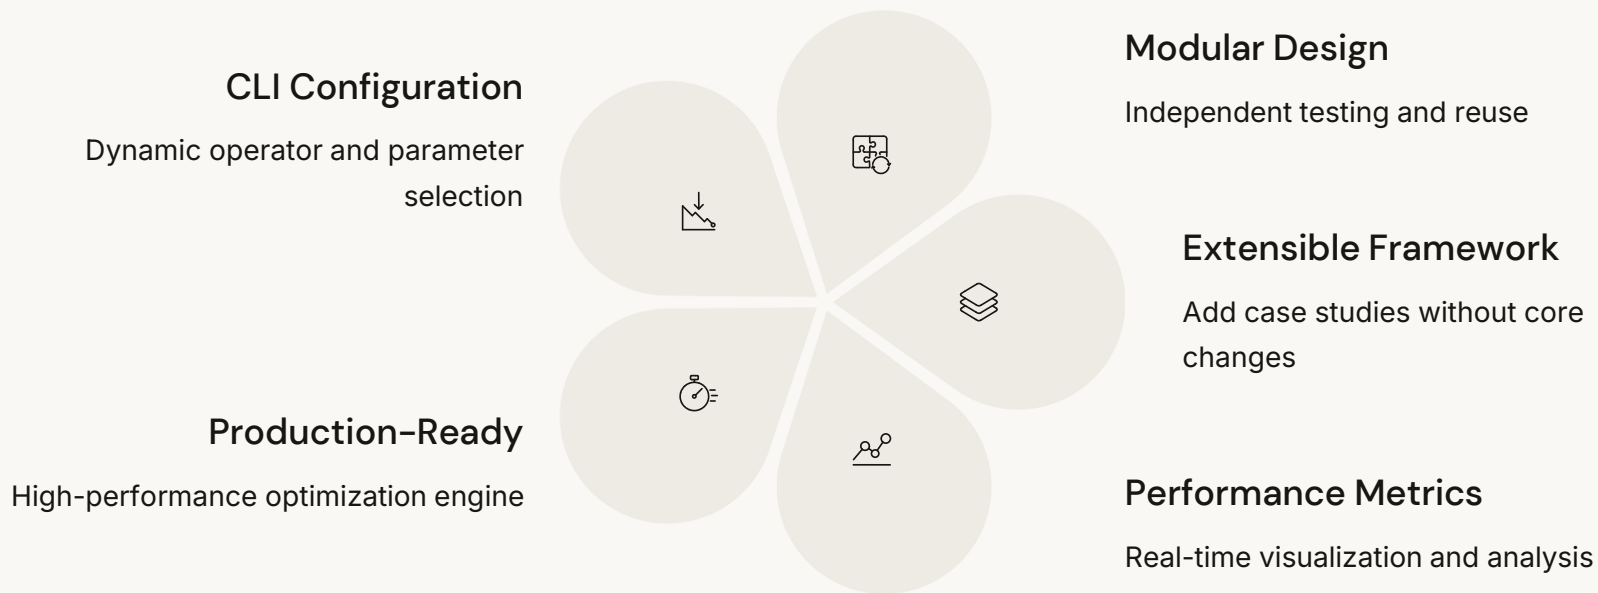 CLI Configuration
Dynamic operator and parameter
selection
Modular Design
Independent testing and reuse
Extensible Framework
Add case studies without core
changes
Production-Ready
High-performance optimization engine
Performance Metrics
Real-time visualization and analysis